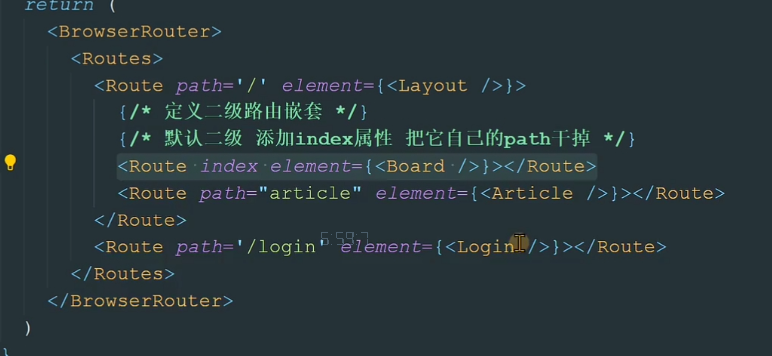 return (
<BrowserRouter>
<Routes>
<Route path='/' element={<Layout />}>
{/* 定义二级路由嵌套 */}
{/* 默认二级 添加index属性 把它自己的path干掉 */}
<Route index element={<Board />}></Route>
<Route path="article" element={<Article />}></Route>
</Route>
<Route path='/login' element={<Login />}></Route>
</Routes>
</BrowserRouter>
)
}